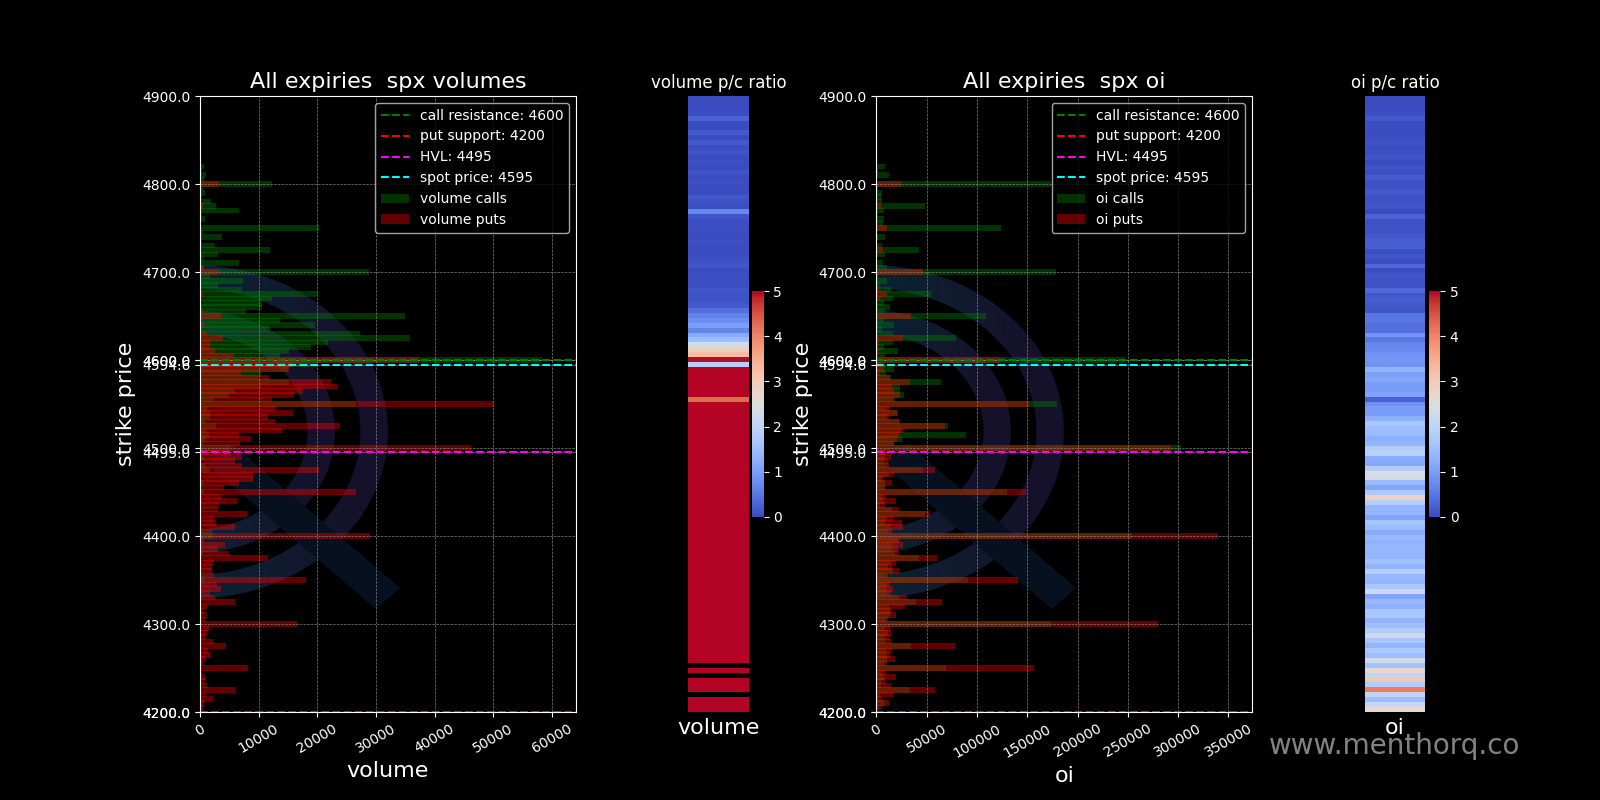 All expiries  spx volumes
volume p/c ratio
All expiries  spx oi
oi p/c ratio
call resistance: 4600
put support: 4200
HVL: 4495
spot price: 4595
volume calls
volume puts
call resistance: 4600
put support: 4200
HVL: 4495
spot price: 4595
oi calls
oi puts
strike price
4900.0
4800.0
4700.0
4600.0
4400.0
4300.0
4200.0
0
10000
20000
30000
40000
50000
60000
volume
volume
5
4
3
2
1
0
strike price
4900.0
4800.0
4700.0
4600.0
4400.0
4300.0
4200.0
0
50000
100000
150000
200000
250000
300000
350000
oi
oi
5
4
3
2
1
0
www.menthorq.co